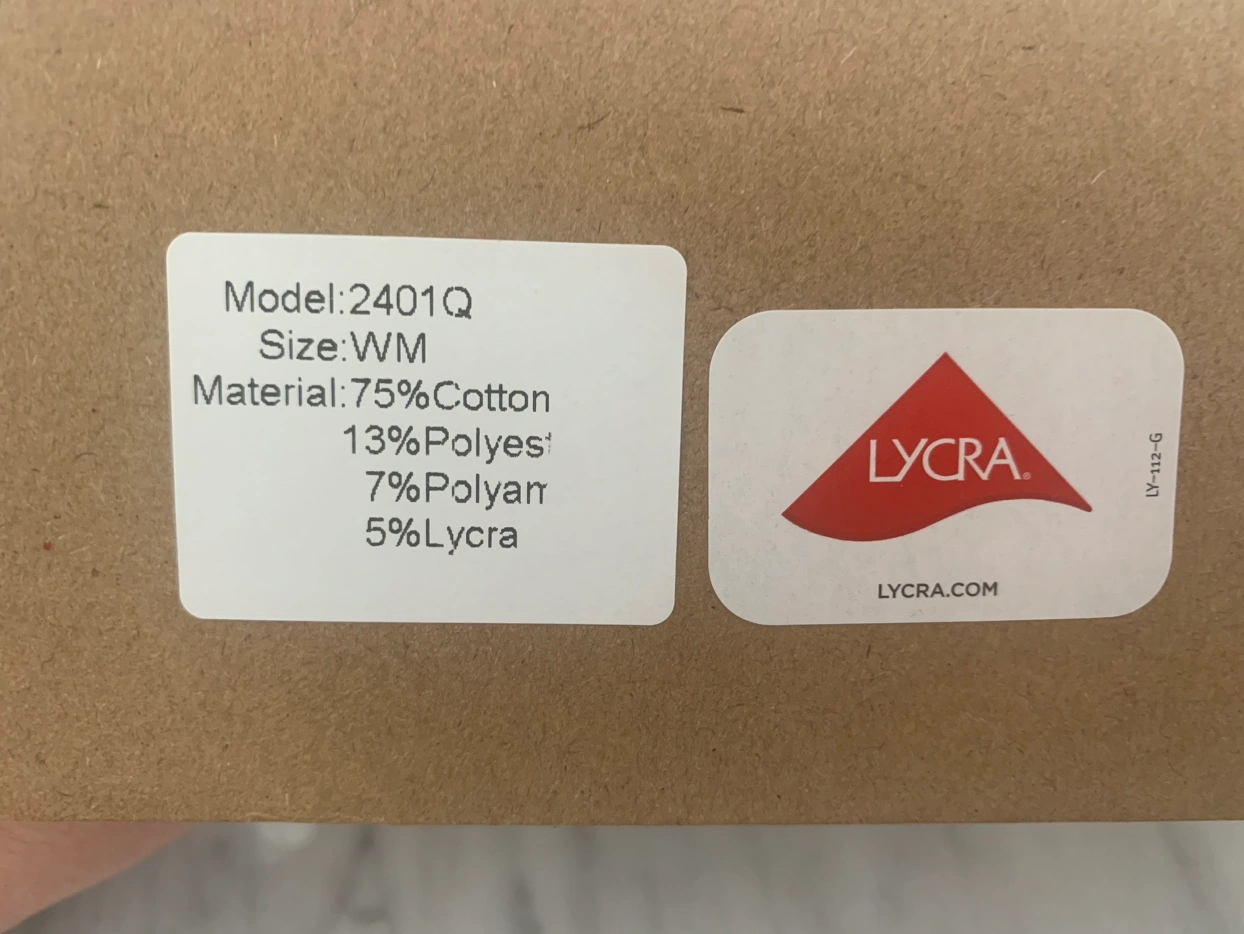 Model:2401Q
Size:WM
Material:75%Cotton
13%Polyest
7%Polyam
5%Lycra
LYCRA®
LYCRA.COM
LY-112-G